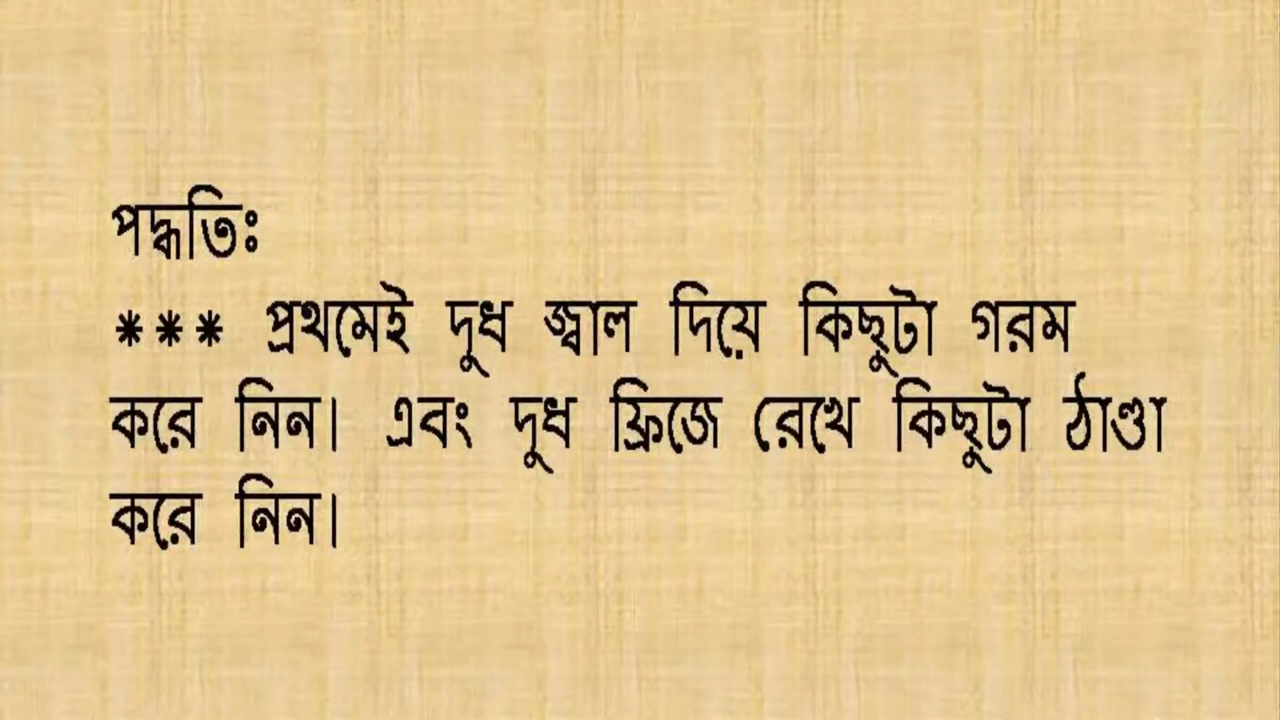 পদ্ধতিঃ
*** প্রথমেই দুধ জ্বাল দিয়ে কিছুটা গরম
করে নিন। এবং দুধ ফ্রিজে রেখে কিছুটা ঠাণ্ডা
করে নিন।